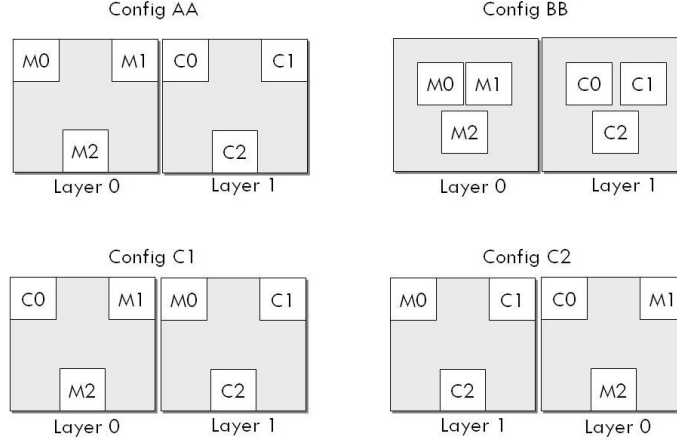 Config AA
M0 M1 C0 C1
M2 C2
Layer 0 Layer 1
Config BB
M0 M1 C0 C1
M2 C2
Layer 0 Layer 1
Config C1
C0 M1 M0 C1
M2 C2
Layer 0 Layer 1
Config C2
M0 C1 C0 M1
C2 M2
Layer 1 Layer 0